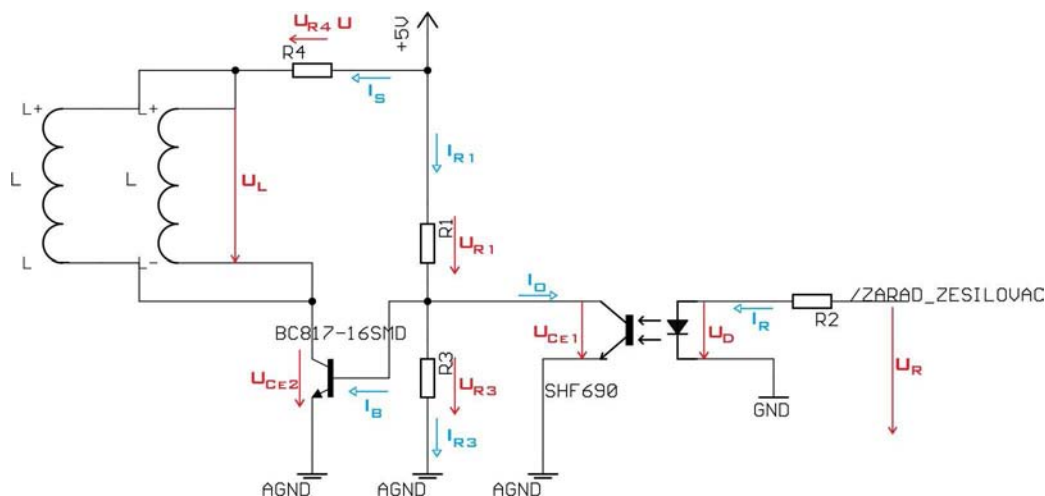 U_R4 U
R4
+5V
I_S
L+
L+
I_R1
L
L
U_L
R1
U_R1
L
L-
I_O
/ZARAD_ZESILOVAC
BC817-16SMD
I_R
R2
U_CE1
U_D
U_CE2
R3
U_R3
SHF690
U_R
I_B
GND
I_R3
AGND
AGND
AGND